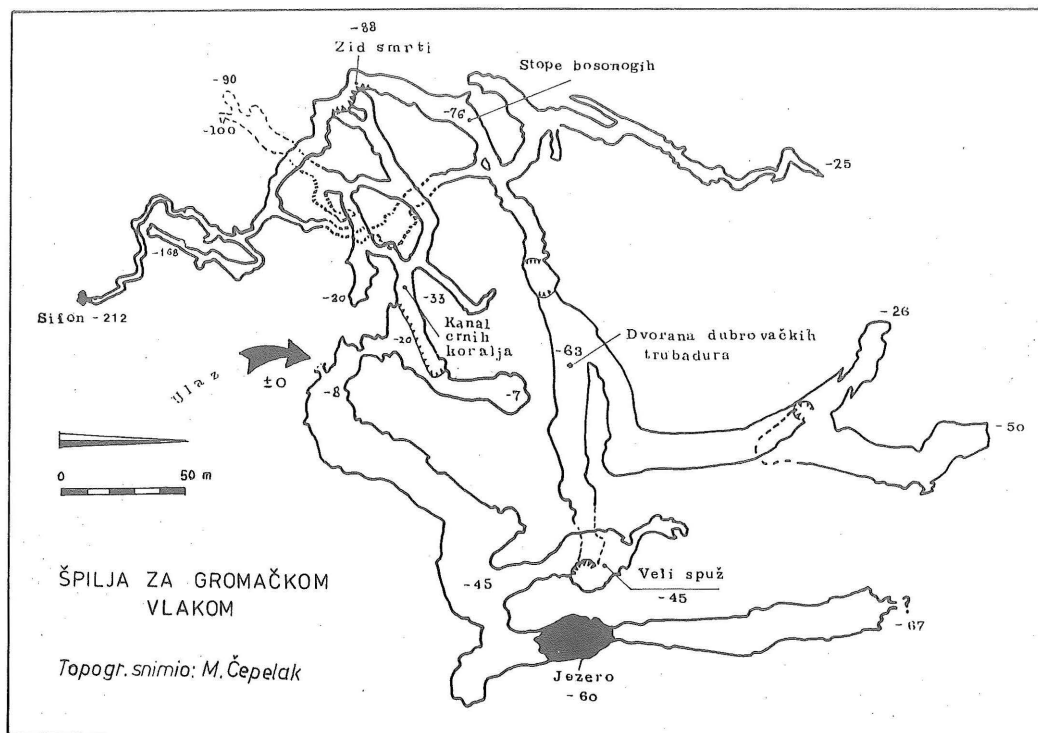 -88
Zid smrti
Stope bosonogih
-90
-76
-100
-25
-168
-20
-33
Sifon -212
Kanal
crnih
koralja
-20
-26
Dvorana dubrovačkih
trubadura
-63
ulaz
±0
-8
-7
-50
0 50 m
ŠPILJA ZA GROMAČKOM
VLAKOM
-45
Veli spuž
-45
?
-67
Topogr. snimio: M. Čepelak
Jezero
-60